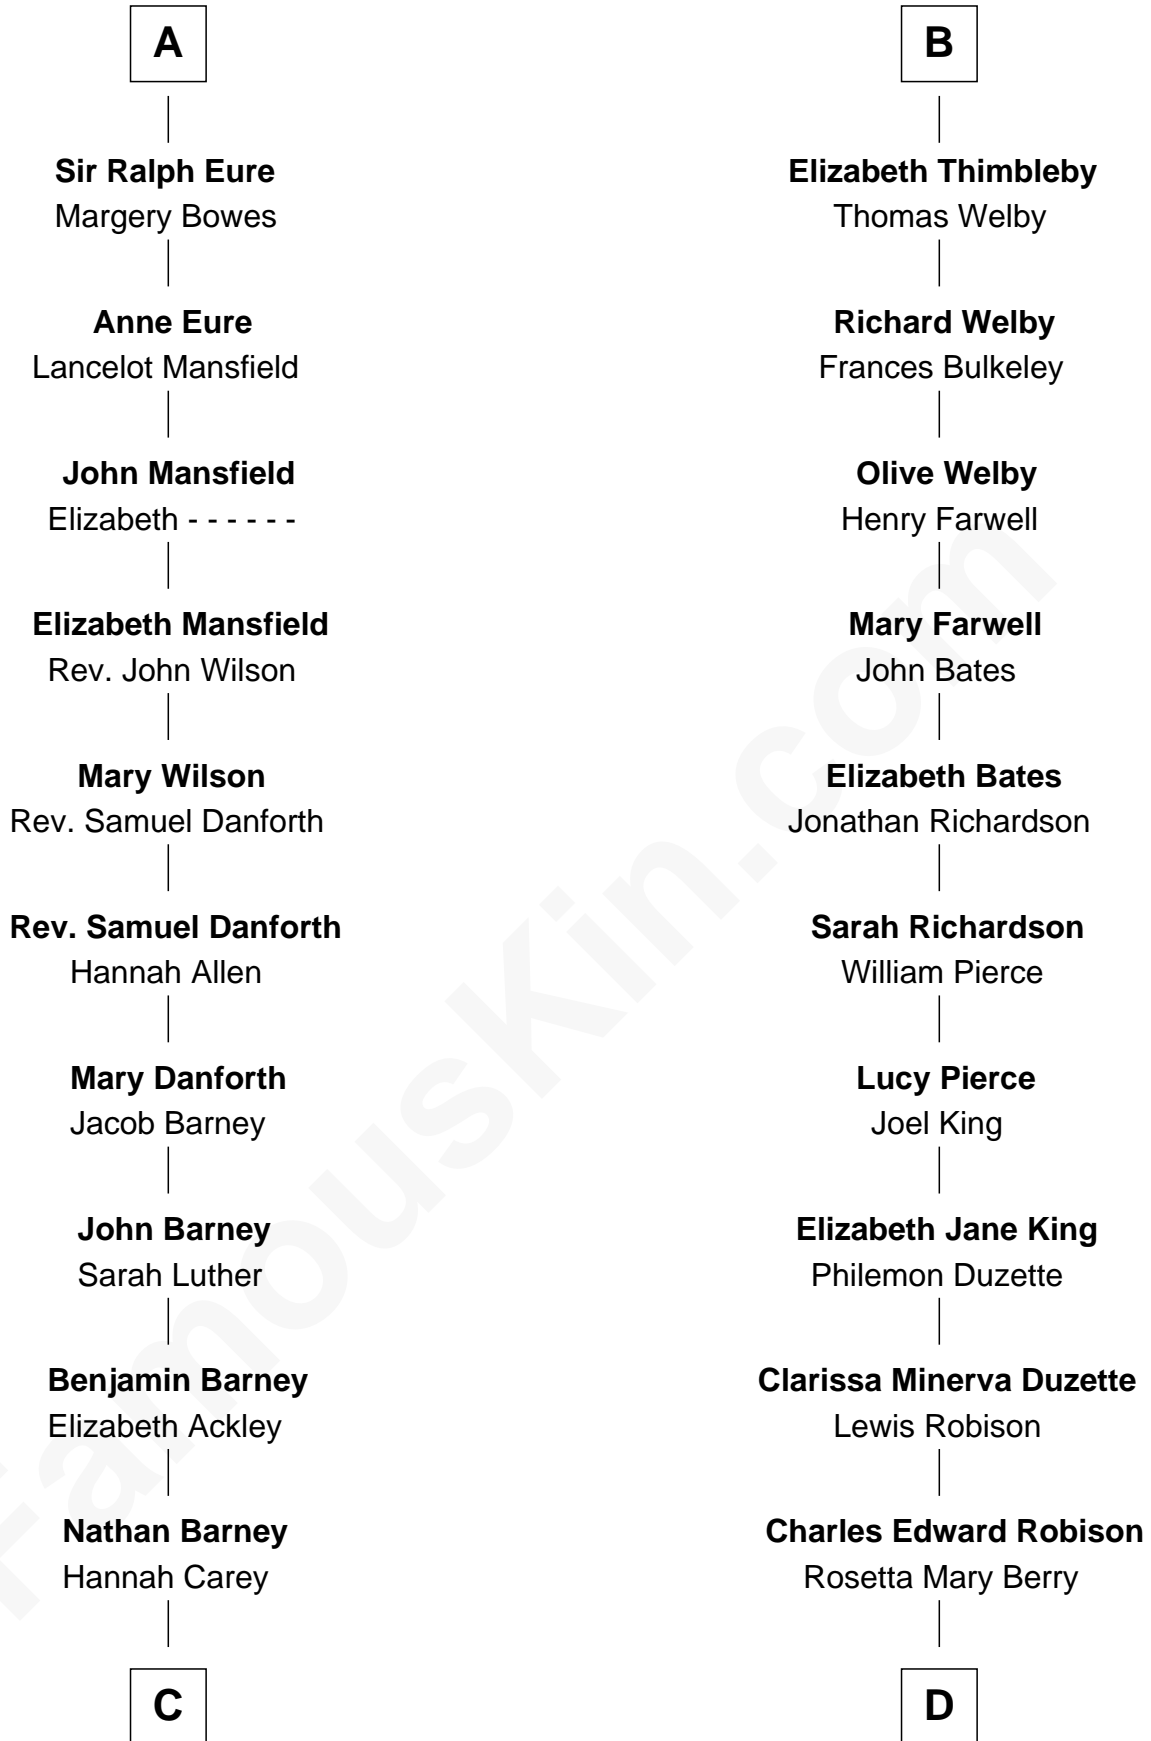 A
Sir Ralph Eure
Margery Bowes
Anne Eure
Lancelot Mansfield
John Mansfield
Elizabeth - - - - - -
Elizabeth Mansfield
Rev. John Wilson
Mary Wilson
Rev. Samuel Danforth
Rev. Samuel Danforth
Hannah Allen
Mary Danforth
Jacob Barney
John Barney
Sarah Luther
Benjamin Barney
Elizabeth Ackley
Nathan Barney
Hannah Carey
C
B
Elizabeth Thimbleby
Thomas Welby
Richard Welby
Frances Bulkeley
Olive Welby
Henry Farwell
Mary Farwell
John Bates
Elizabeth Bates
Jonathan Richardson
Sarah Richardson
William Pierce
Lucy Pierce
Joel King
Elizabeth Jane King
Philemon Duzette
Clarissa Minerva Duzette
Lewis Robison
Charles Edward Robison
Rosetta Mary Berry
D
FamousKin.com